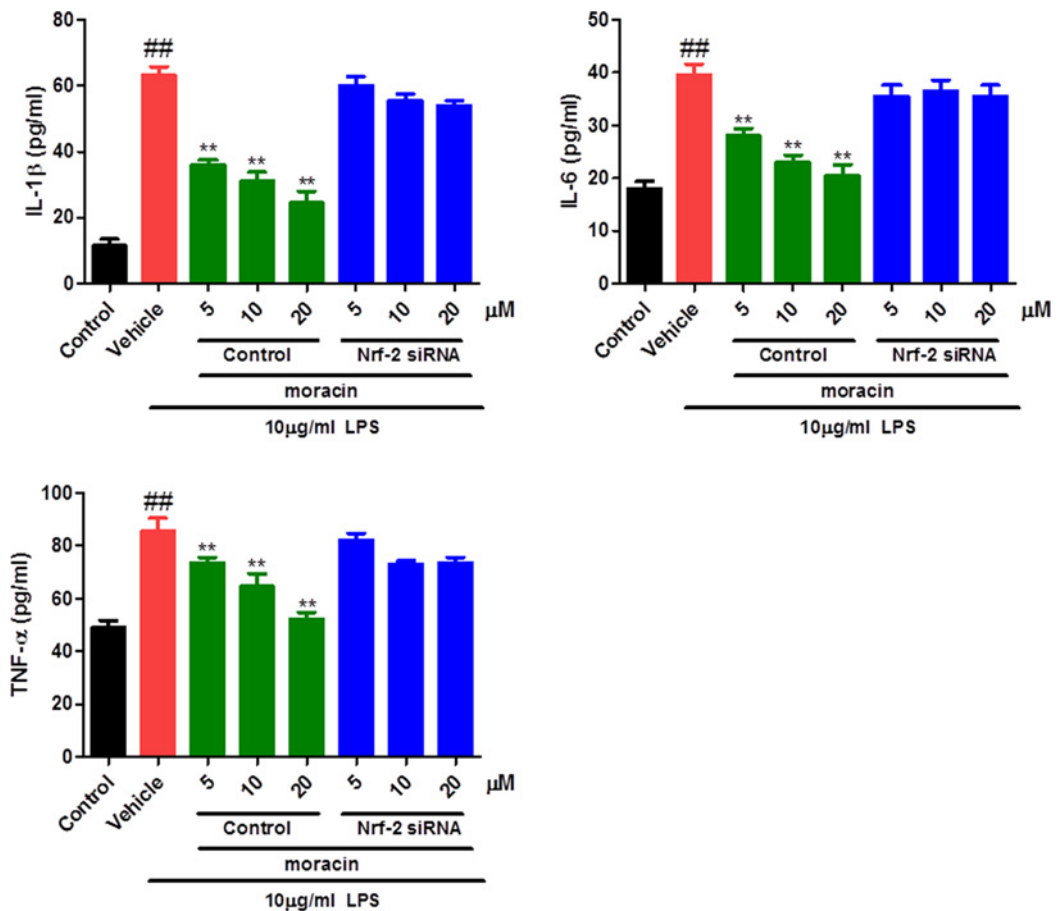 IL-1β (pg/ml)
80
60
40
20
0
##
**
**
**
Control
Vehicle
5
10
20
5
10
20
μM
Control
Nrf-2 siRNA
moracin
10μg/ml LPS
IL-6 (pg/ml)
50
40
30
20
10
0
##
**
**
**
Control
Vehicle
5
10
20
5
10
20
μM
Control
Nrf-2 siRNA
moracin
10μg/ml LPS
TNF-α (pg/ml)
100
80
60
40
20
0
##
**
**
**
Control
Vehicle
5
10
20
5
10
20
μM
Control
Nrf-2 siRNA
moracin
10μg/ml LPS